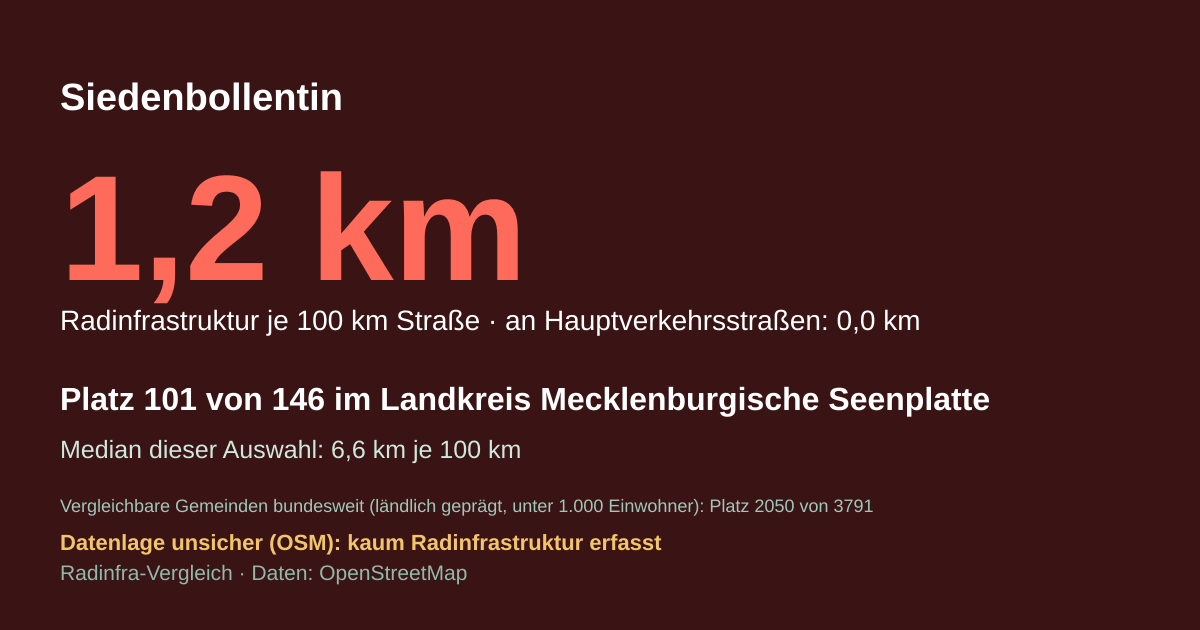 Siedenbollentin
1,2 km
Radinfrastruktur je 100 km Straße · an Hauptverkehrsstraßen: 0,0 km
Platz 101 von 146 im Landkreis Mecklenburgische Seenplatte
Median dieser Auswahl: 6,6 km je 100 km
Vergleichbare Gemeinden bundesweit (ländlich geprägt, unter 1.000 Einwohner): Platz 2050 von 3791
Datenlage unsicher (OSM): kaum Radinfrastruktur erfasst
Radinfra-Vergleich · Daten: OpenStreetMap